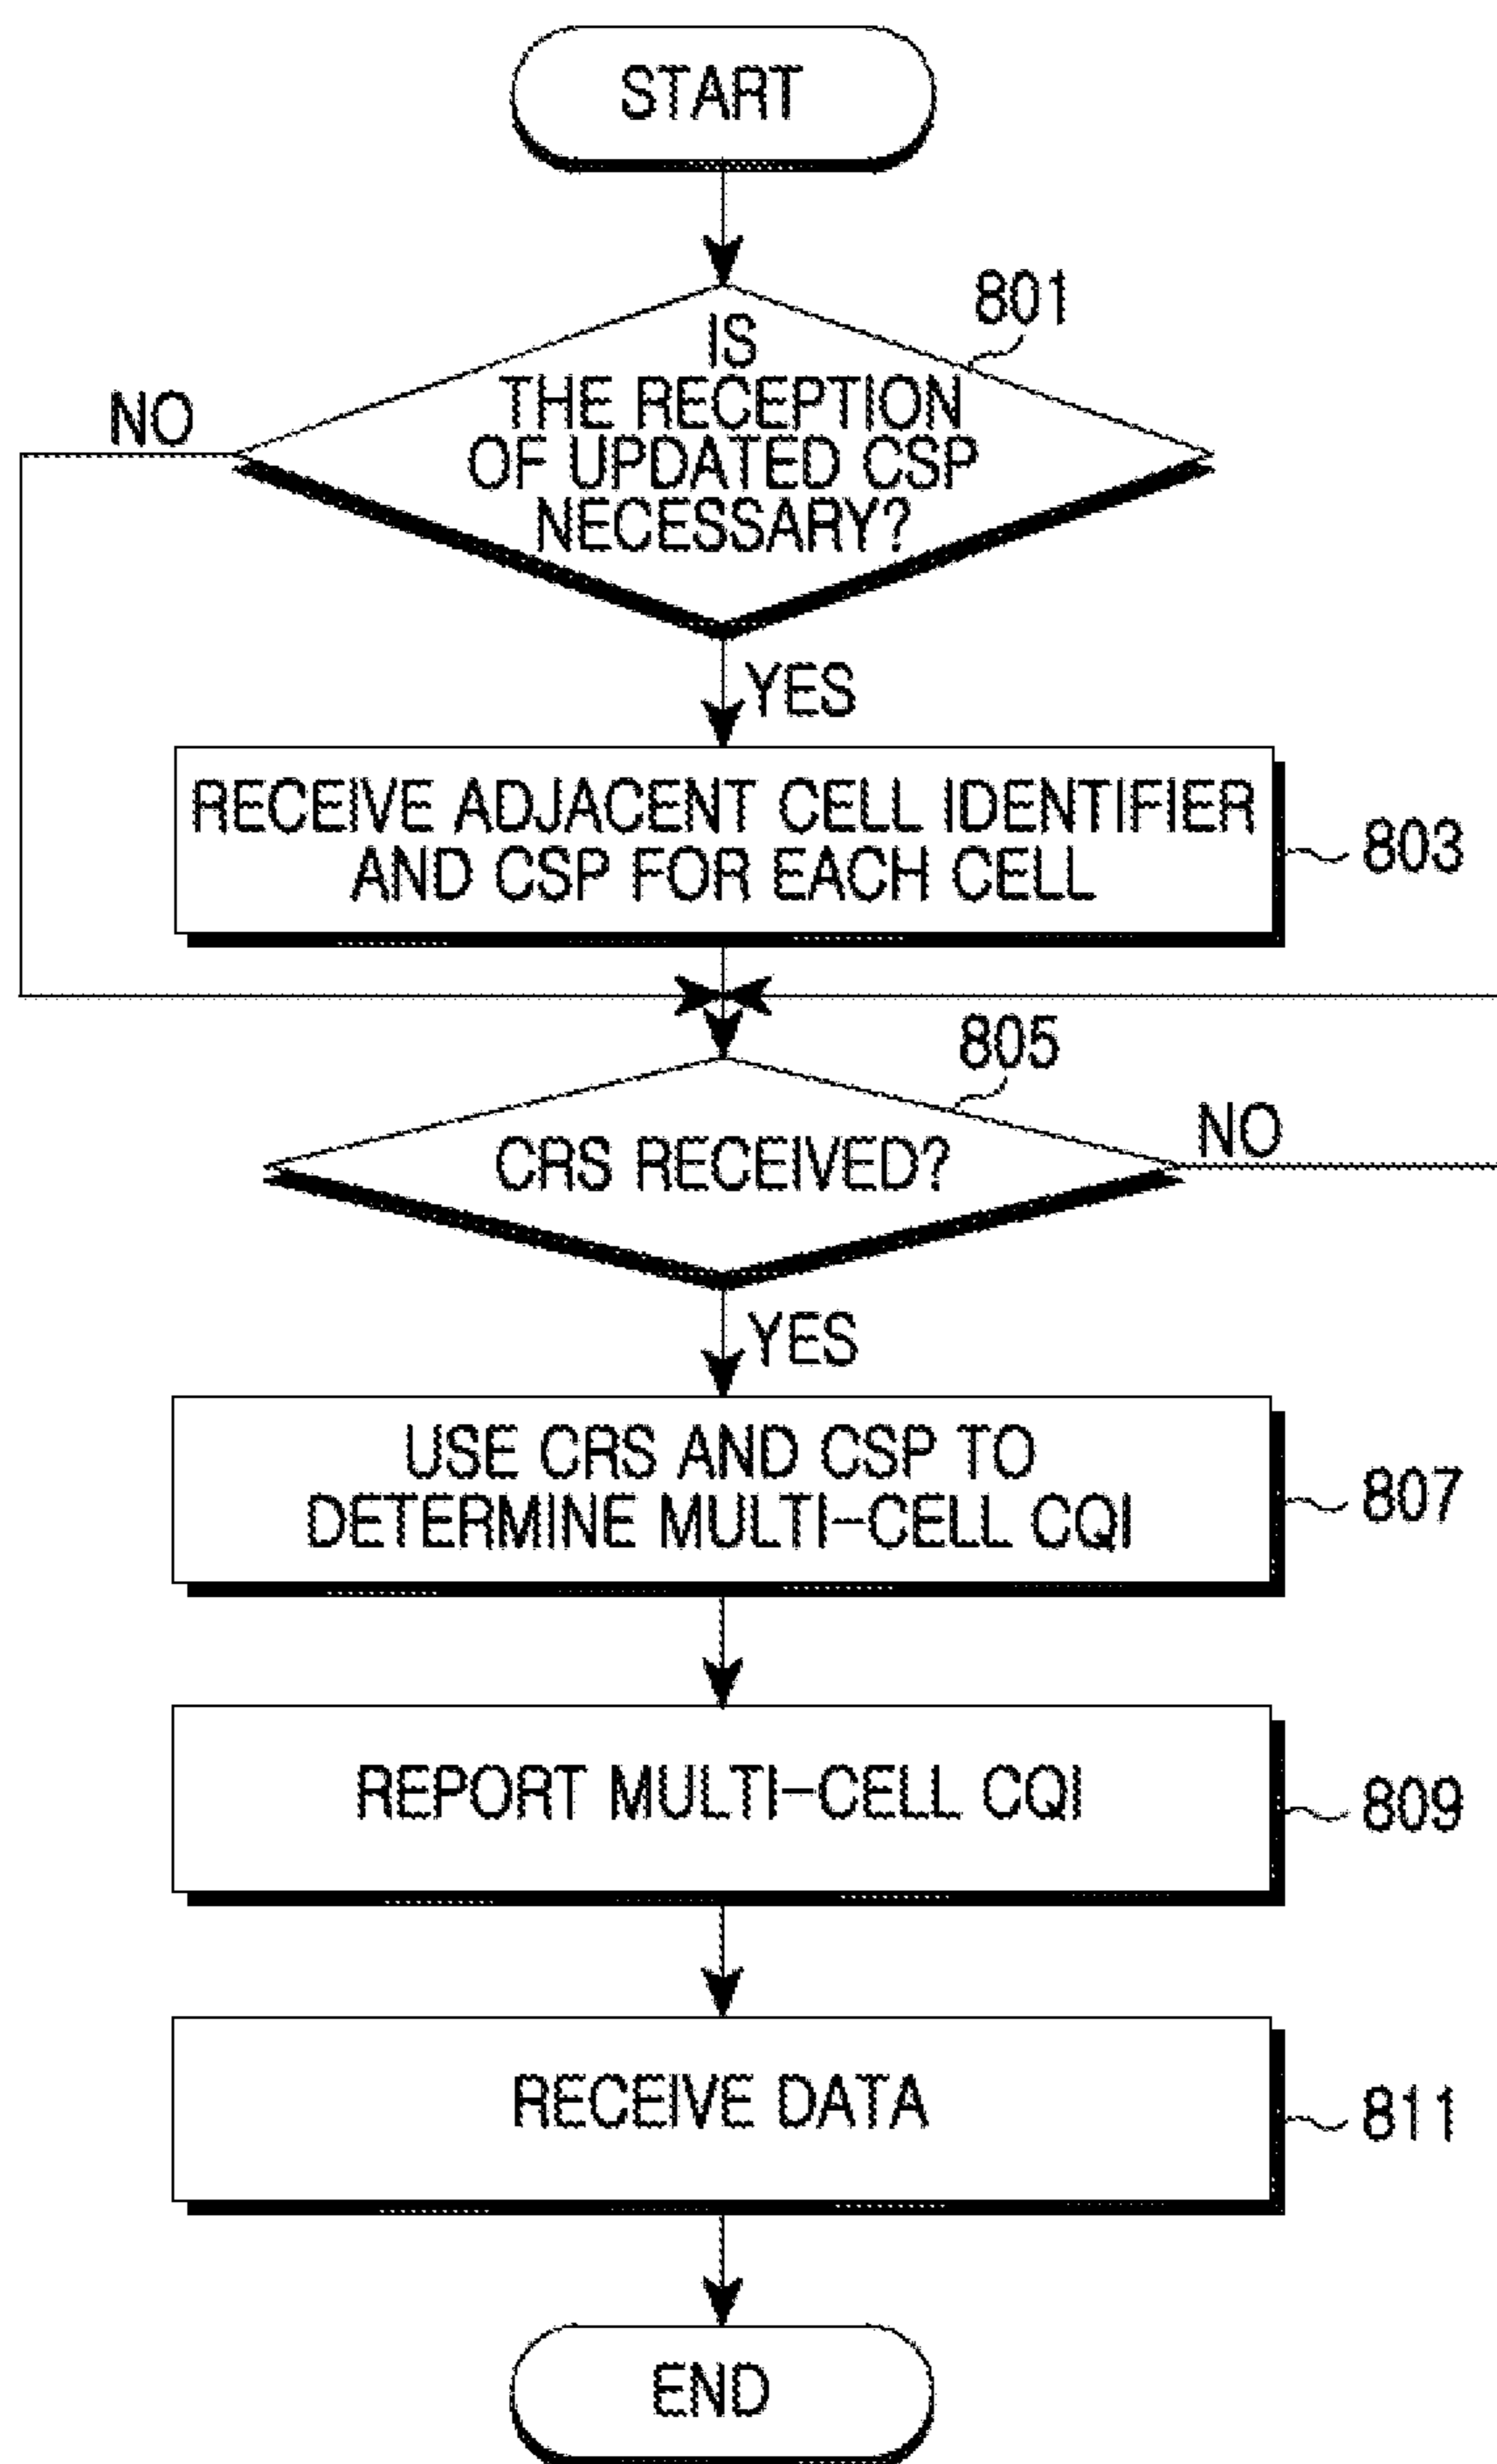 START
801
IS
THE RECEPTION
OF UPDATED CSP
NECESSARY?
NO
YES
RECEIVE ADJACENT CELL IDENTIFIER
AND CSP FOR EACH CELL
803
805
CRS RECEIVED?
NO
YES
USE CRS AND CSP TO
DETERMINE MULTI-CELL CQI
807
REPORT MULTI-CELL CQI
809
RECEIVE DATA
811
END